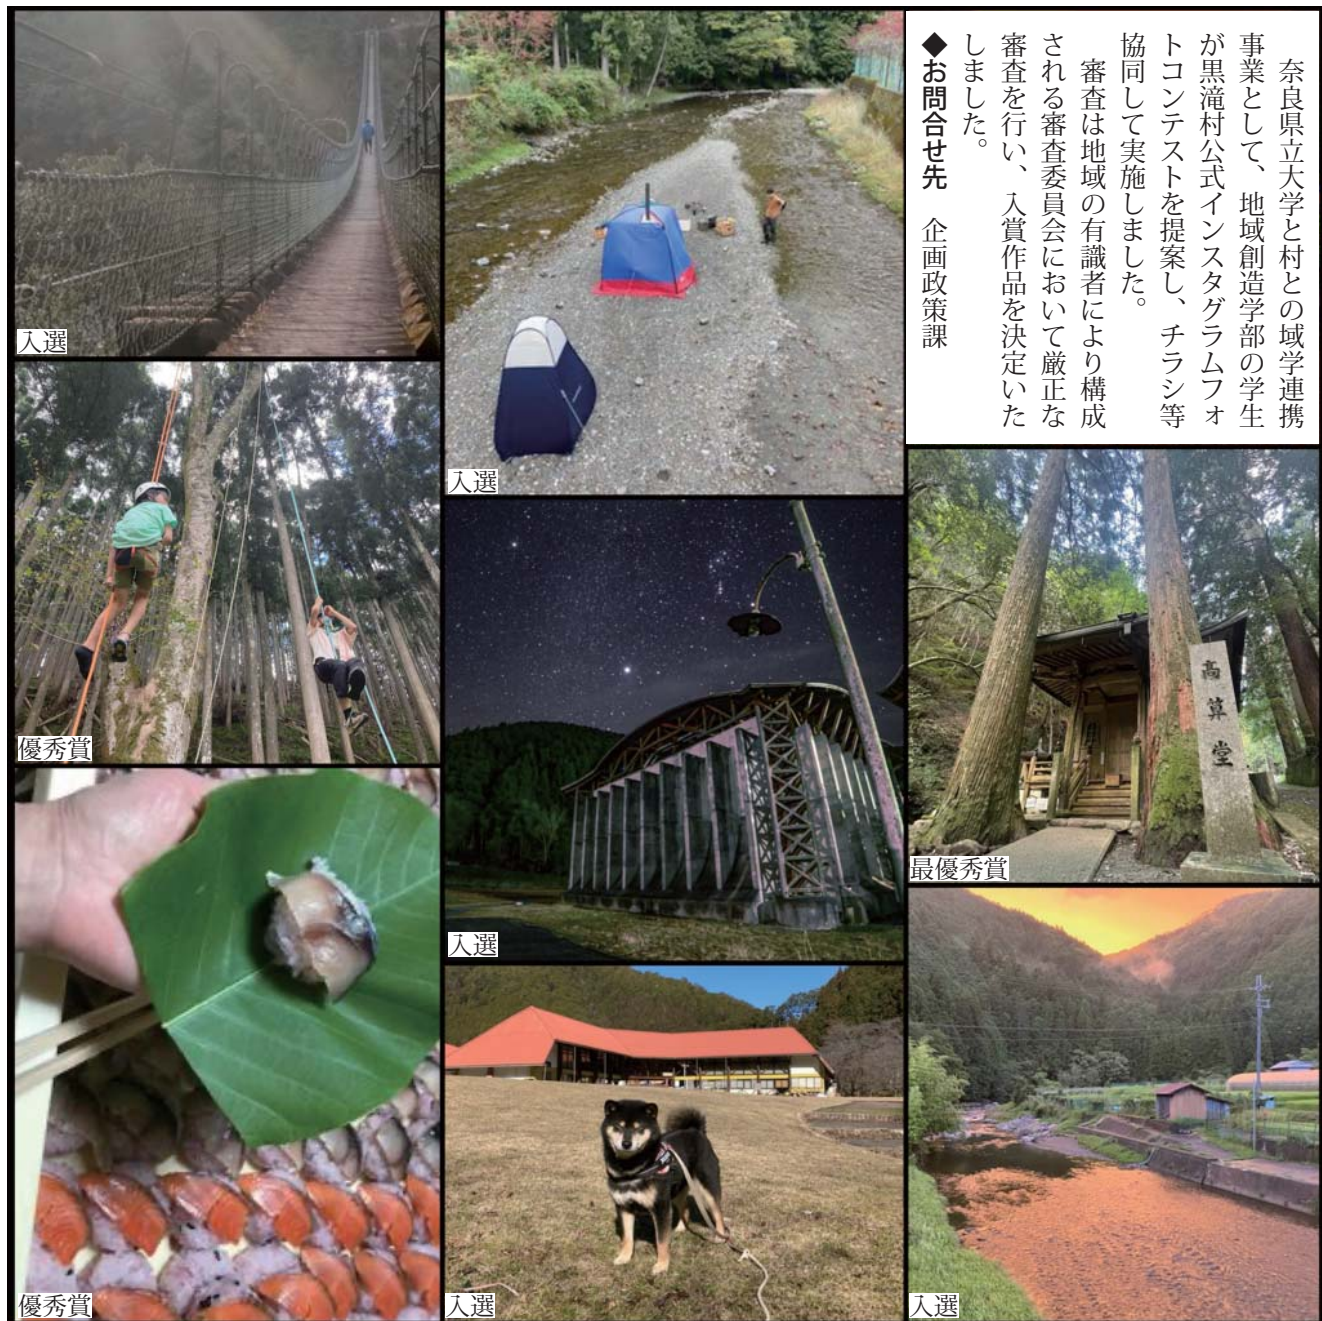 奈良県立大学と村との域学連携
事業として、地域創造学部の学生
が黒滝村公式インスタグラムフォ
トコンテストを提案し、チラシ等
協同して実施しました。
審査は地域の有識者により構成
される審査委員会において厳正な
審査を行い、入賞作品を決定いた
しました。
◆お問合せ先　企画政策課
高算堂
最優秀賞
入選
入選
入選
入選
入選
優秀賞
優秀賞